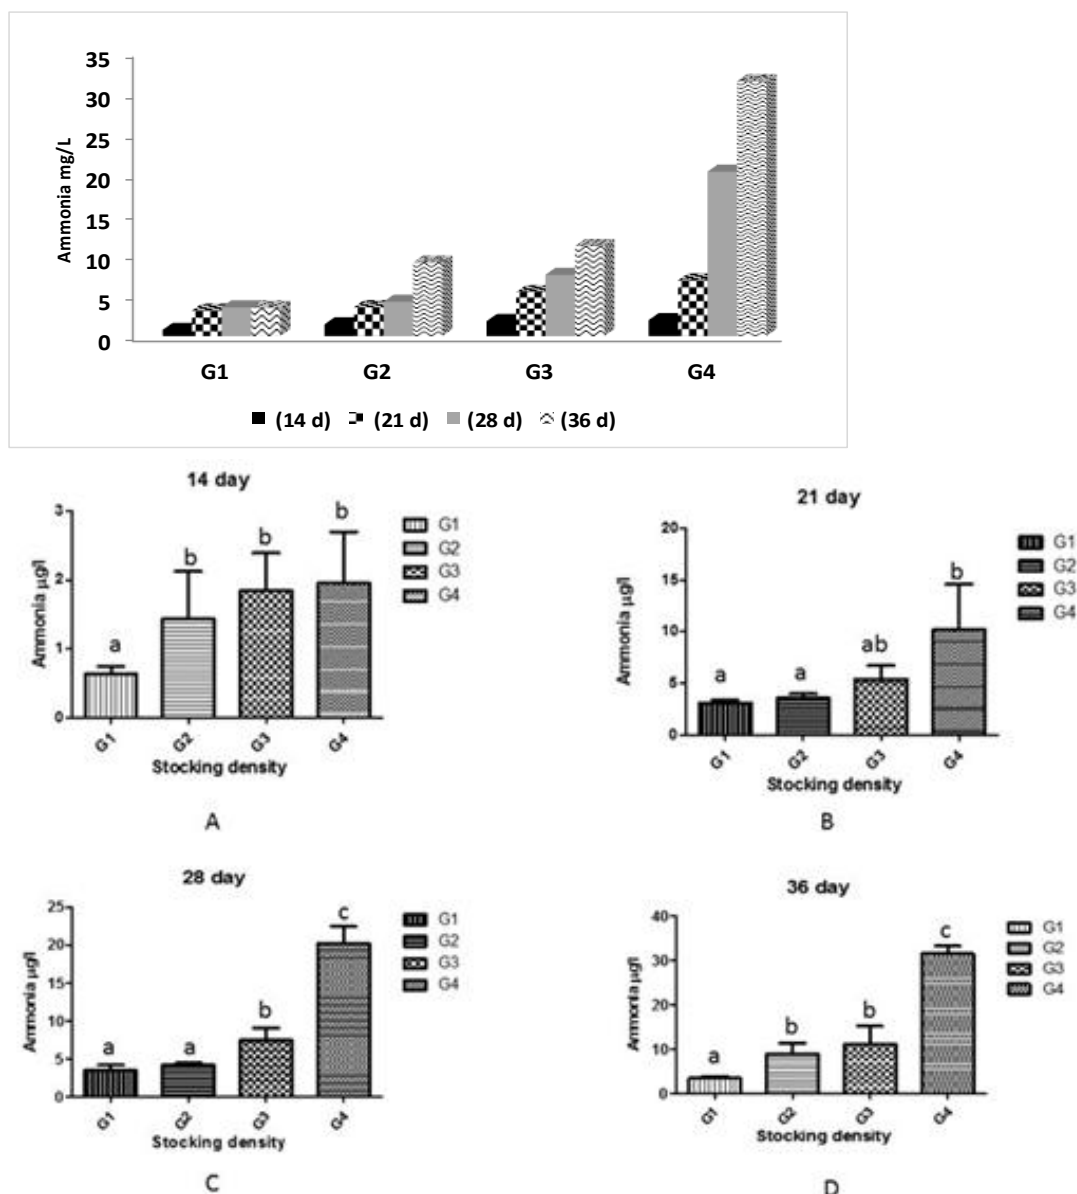 35
30
25
20
15
10
5
0
Ammonia mg/L
G1 G2 G3 G4
(14 d) (21 d) (28 d) (36 d)
14 day
3
2
1
0
Ammonia µg/l
a b b b
G1
G2
G3
G4
G1 G2 G3 G4
Stocking density
A
21 day
20
15
10
5
0
Ammonia µg/l
a a ab b
G1
G2
G3
G4
G1 G2 G3 G4
Stocking density
B
28 day
25
20
15
10
5
0
Ammonia µg/l
a a b c
G1
G2
G3
G4
G1 G2 G3 G4
Stocking density
C
36 day
40
30
20
10
0
Ammonia µg/l
a b b c
G1
G2
G3
G4
G1 G2 G3 G4
Stocking density
D